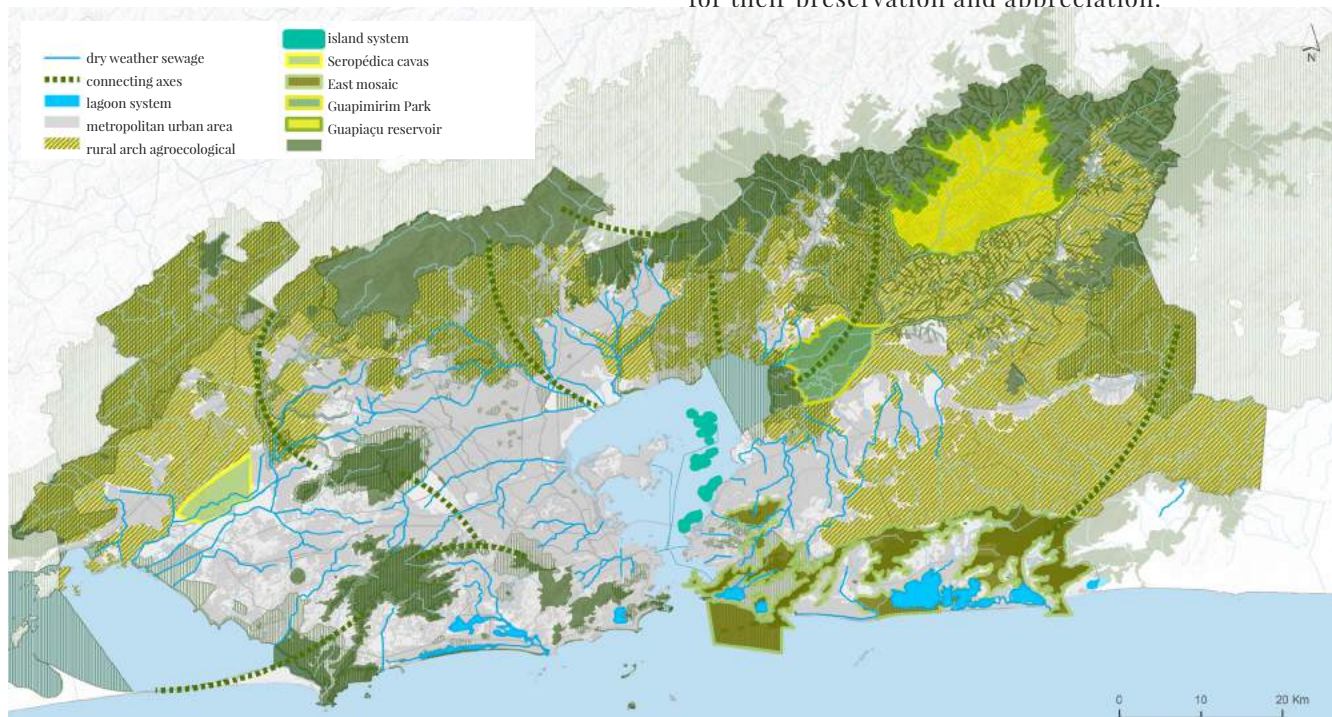 for their preservation and appreciation.
dry weather sewage
connecting axes
lagoon system
metropolitan urban area
rural arch agroecological
island system
Seropédica cavas
East mosaic
Guapimirim Park
Guapiaçu reservoir
N
0 10 20 Km